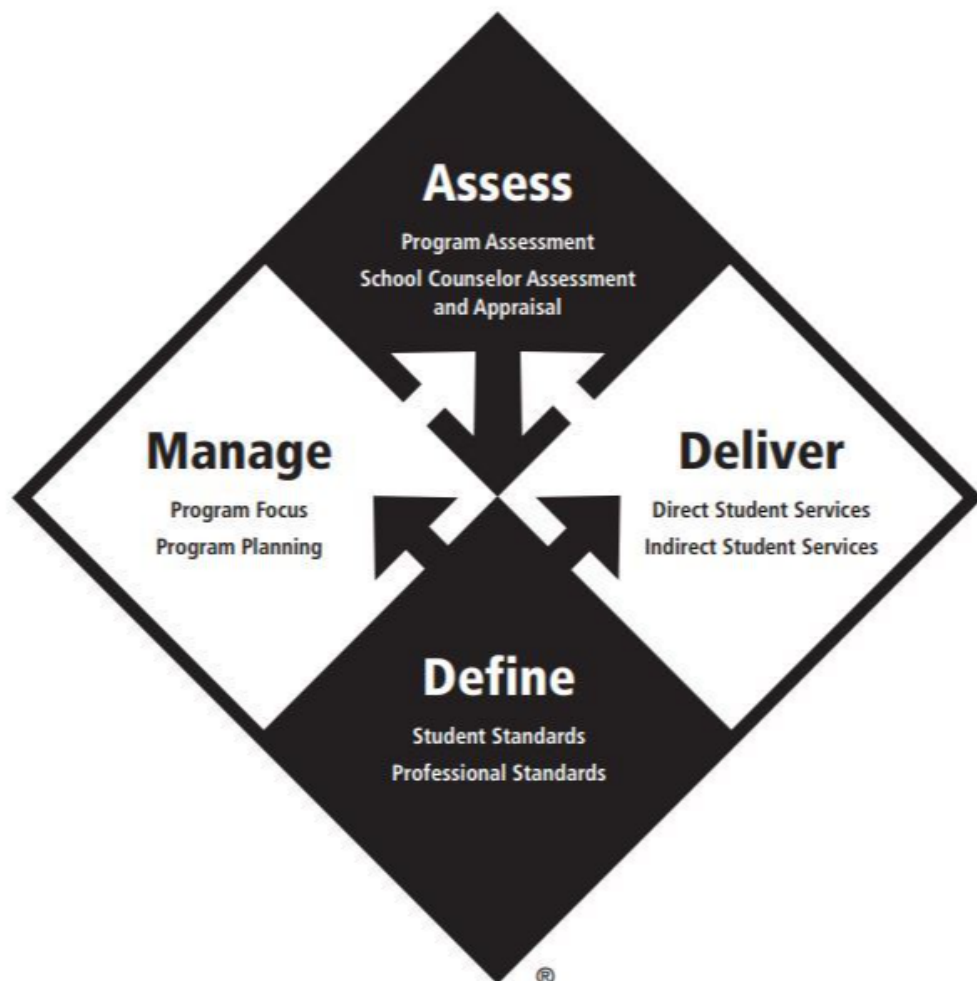 Assess
Program Assessment
School Counselor Assessment
and Appraisal
Manage
Program Focus
Program Planning
Deliver
Direct Student Services
Indirect Student Services
Define
Student Standards
Professional Standards
®